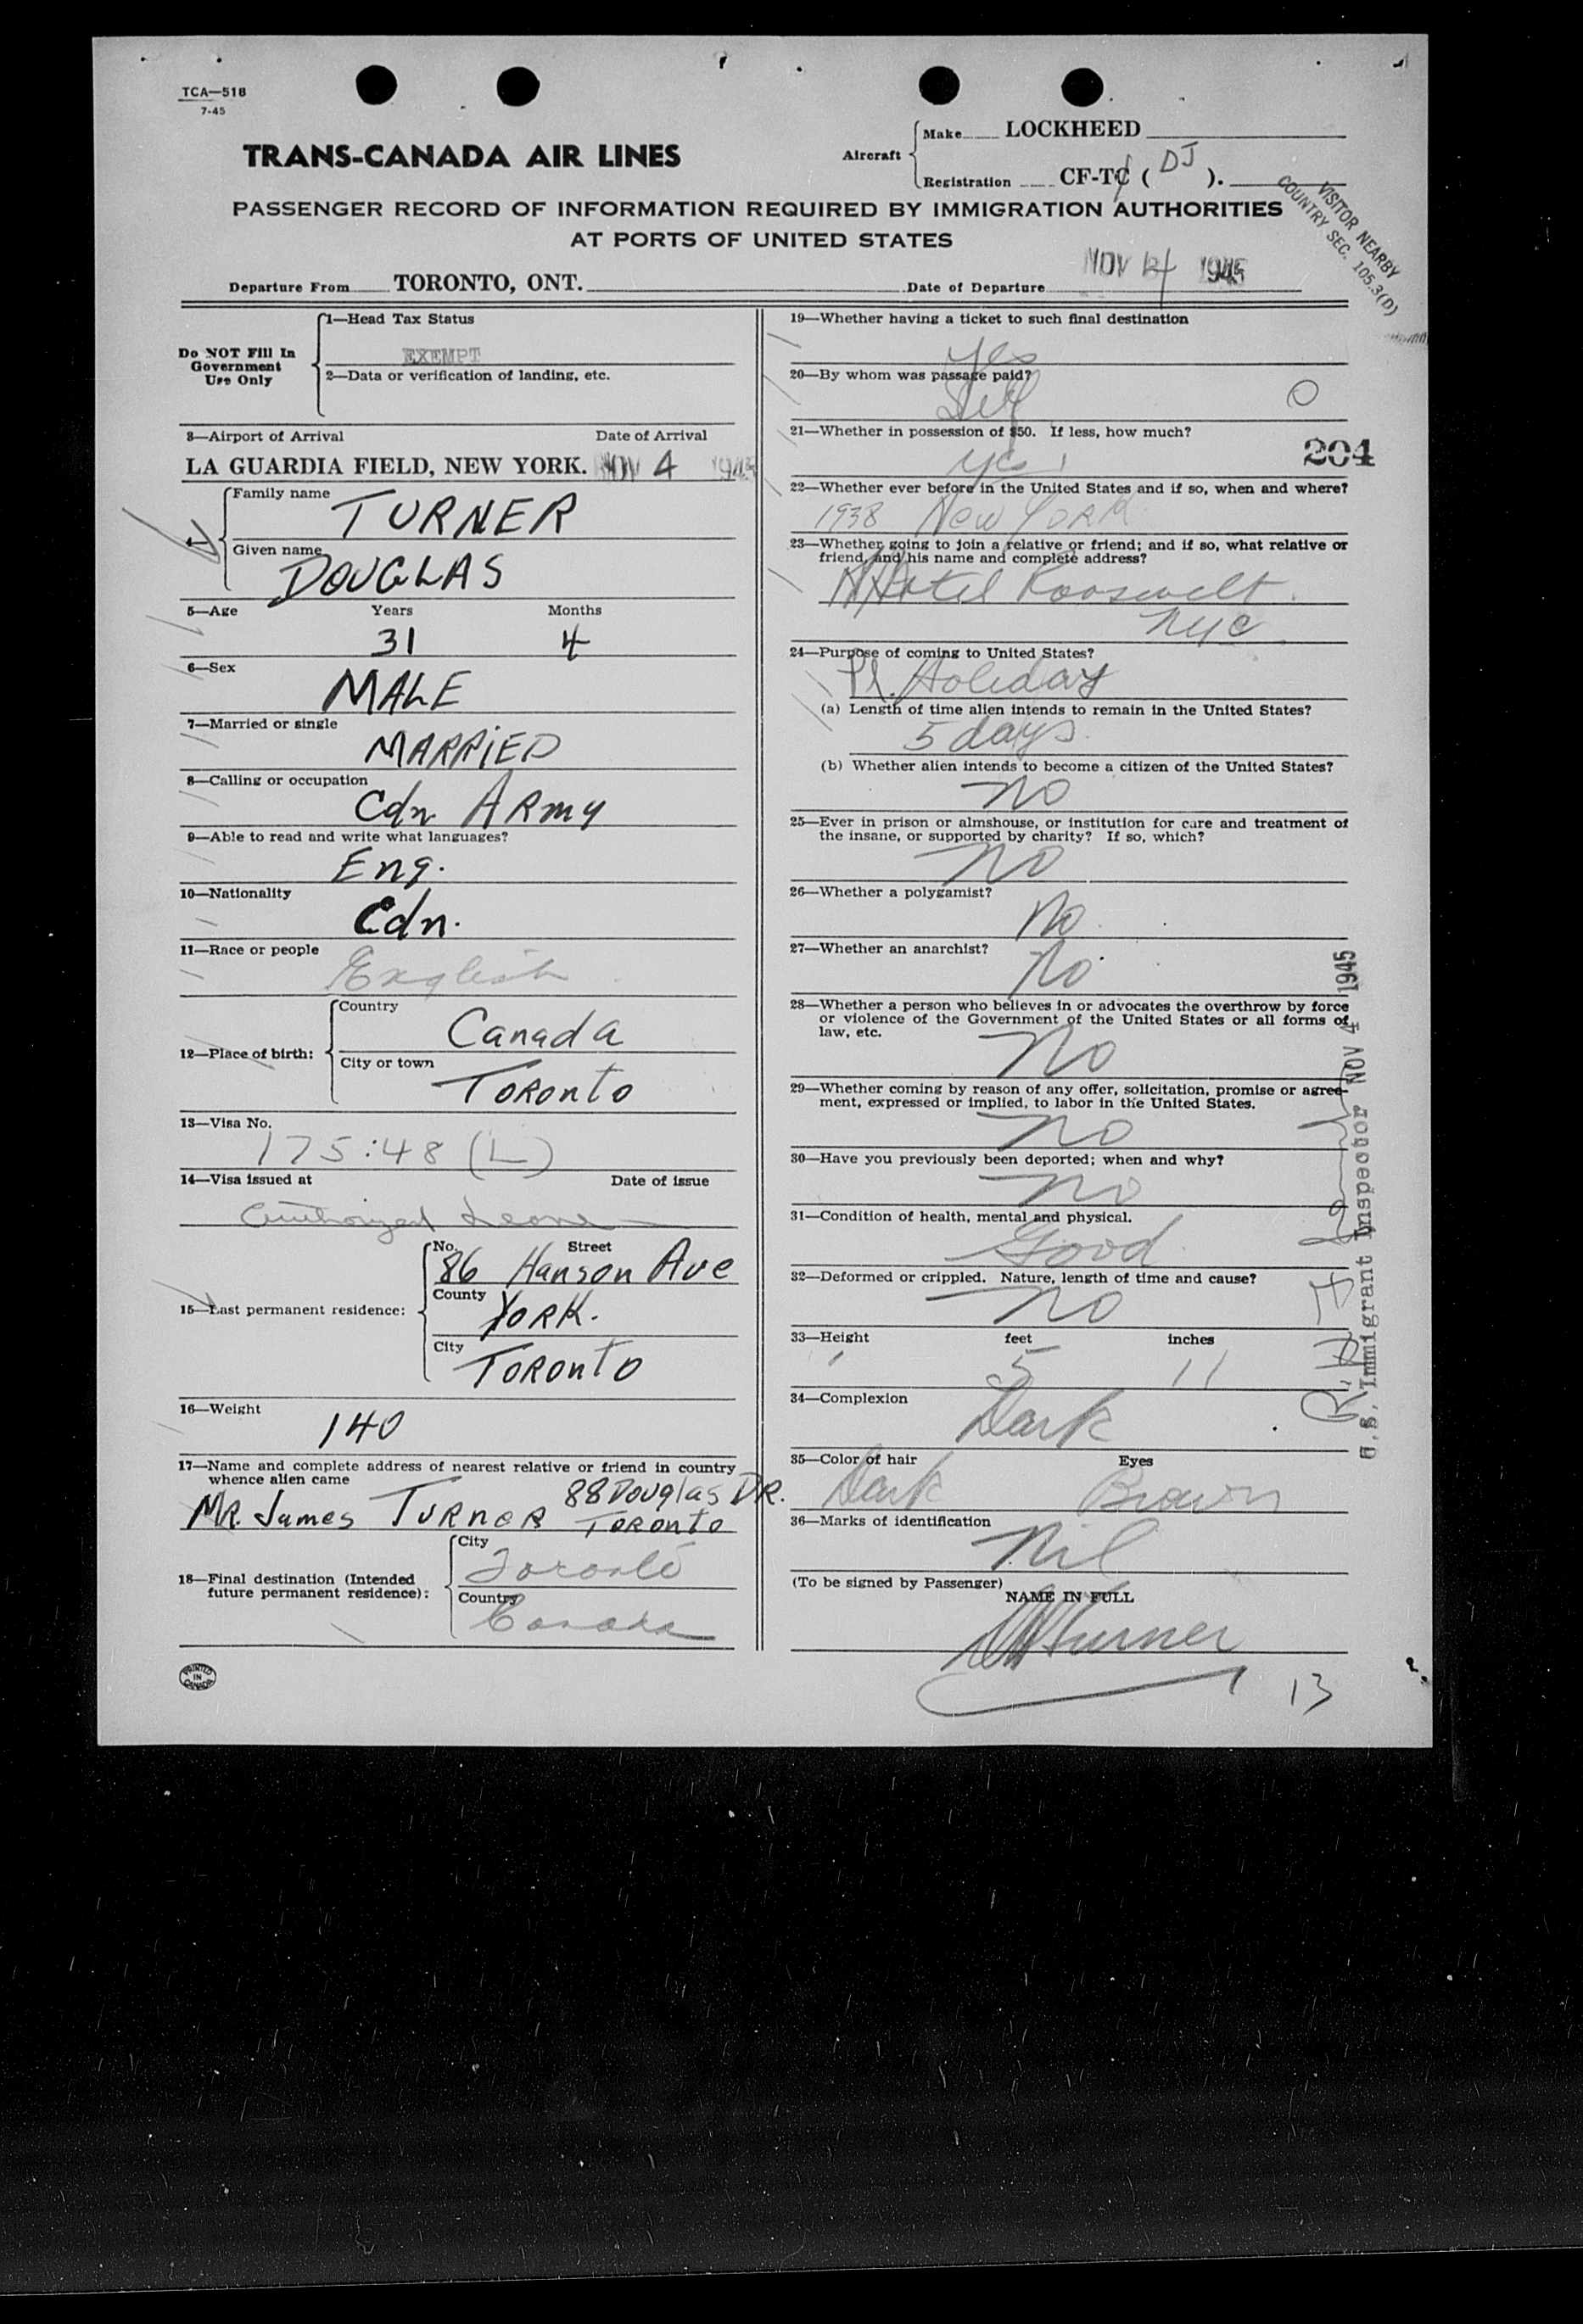 TCA—518
7-45
TRANS-CANADA AIR LINES
Aircraft
Make LOCKHEED
Registration CF-TC ( DJ ).
VISITOR NEARBY
COUNTRY SEC. 105.3(D)
PASSENGER RECORD OF INFORMATION REQUIRED BY IMMIGRATION AUTHORITIES
AT PORTS OF UNITED STATES
Departure From TORONTO, ONT. Date of Departure NOV 4 1945
Do NOT Fill In
Government
Use Only
1—Head Tax Status
EXEMPT
2—Data or verification of landing, etc.
3—Airport of Arrival Date of Arrival
LA GUARDIA FIELD, NEW YORK. NOV 4 1945
4—
Family name
TURNER
Given name
DOUGLAS
5—Age Years Months
31 4
6—Sex
MALE
7—Married or single
MARRIED
8—Calling or occupation
Cdn Army
9—Able to read and write what languages?
Eng.
10—Nationality
Cdn.
11—Race or people
English
12—Place of birth:
Country
Canada
City or town
Toronto
13—Visa No.
175:48 (L)
14—Visa issued at Date of issue
Authorized Leave
15—Last permanent residence:
No. Street
86 Hanson Ave
County
York.
City
Toronto
16—Weight
140
17—Name and complete address of nearest relative or friend in country
whence alien came
88 Douglas DR.
MR. James Turner Toronto
18—Final destination (Intended
future permanent residence):
City
Toronto
Country
Canada
PRINTED
IN
CANADA
19—Whether having a ticket to such final destination
Yes
20—By whom was passage paid?
Self
0
21—Whether in possession of $50. If less, how much?
yes
204
22—Whether ever before in the United States and if so, when and where?
1938 New York
23—Whether going to join a relative or friend; and if so, what relative or
friend, and his name and complete address?
Hotel Roosevelt.
nyc
24—Purpose of coming to United States?
Pl. Holiday
(a) Length of time alien intends to remain in the United States?
5 days
(b) Whether alien intends to become a citizen of the United States?
no
25—Ever in prison or almshouse, or institution for care and treatment of
the insane, or supported by charity? If so, which?
no
26—Whether a polygamist?
No
27—Whether an anarchist?
No
28—Whether a person who believes in or advocates the overthrow by force
or violence of the Government of the United States or all forms of
law, etc.
No
29—Whether coming by reason of any offer, solicitation, promise or agree-
ment, expressed or implied, to labor in the United States.
no
30—Have you previously been deported; when and why?
no
31—Condition of health, mental and physical.
Good
32—Deformed or crippled. Nature, length of time and cause?
no
33—Height feet inches
5 11
34—Complexion
Dark
35—Color of hair Eyes
Dark Brown
36—Marks of identification
Nil
(To be signed by Passenger)
NAME IN FULL
Turner
13
U.S. Immigrant Inspector NOV 4 1945